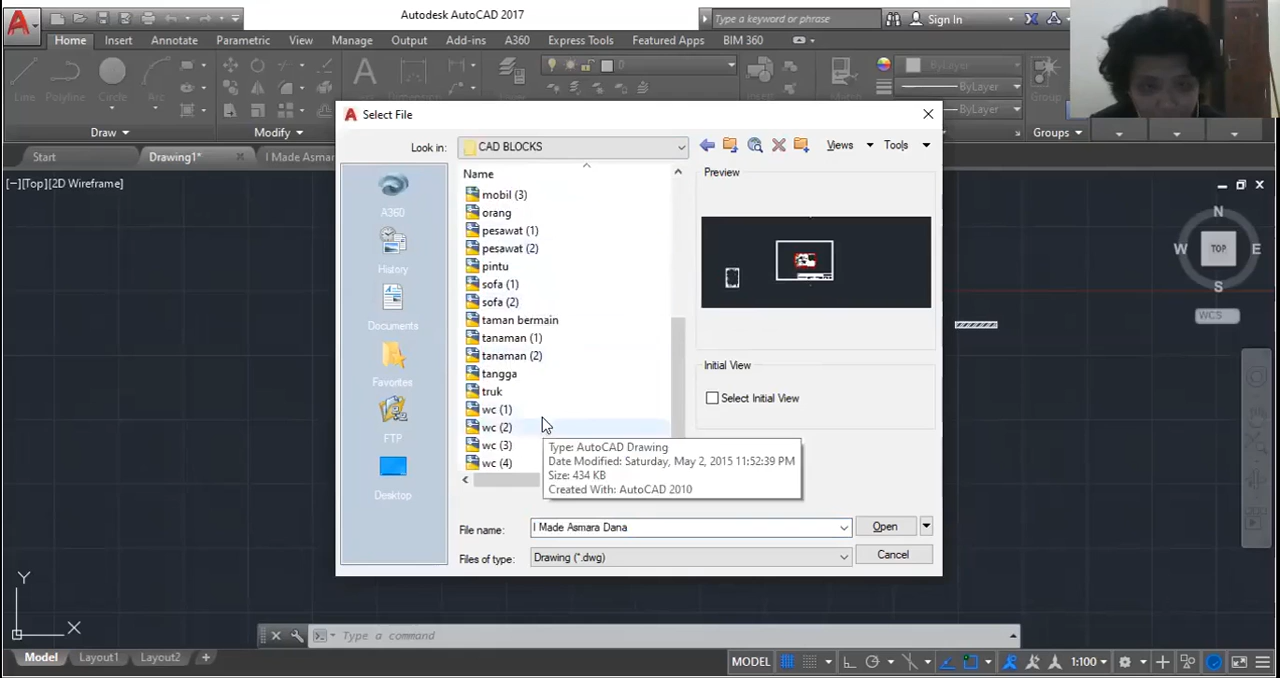 Autodesk AutoCAD 2017
Type a keyword or phrase
Sign In
Home Insert Annotate Parametric View Manage Output Add-ins A360 Express Tools Featured Apps BIM 360
Line Polyline Circle Arc
0
ByLayer
ByLayer
ByLayer
Group
Draw Modify Groups
Start Drawing1* I Made Asmara
[−][Top][2D Wireframe]
Select File
Look in: CAD BLOCKS Views Tools
Name
mobil (3)
orang
pesawat (1)
pesawat (2)
pintu
sofa (1)
sofa (2)
taman bermain
tanaman (1)
tanaman (2)
tangga
truk
wc (1)
wc (2)
wc (3)
wc (4)
A360
History
Documents
Favorites
FTP
Desktop
Preview
Initial View
Select Initial View
Type: AutoCAD Drawing
Date Modified: Saturday, May 2, 2015 11:52:39 PM
Size: 434 KB
Created With: AutoCAD 2010
File name: I Made Asmara Dana Open
Files of type: Drawing (*.dwg) Cancel
N
W TOP E
S
WCS
Y
X
Type a command
Model Layout1 Layout2 +
MODEL 1:100